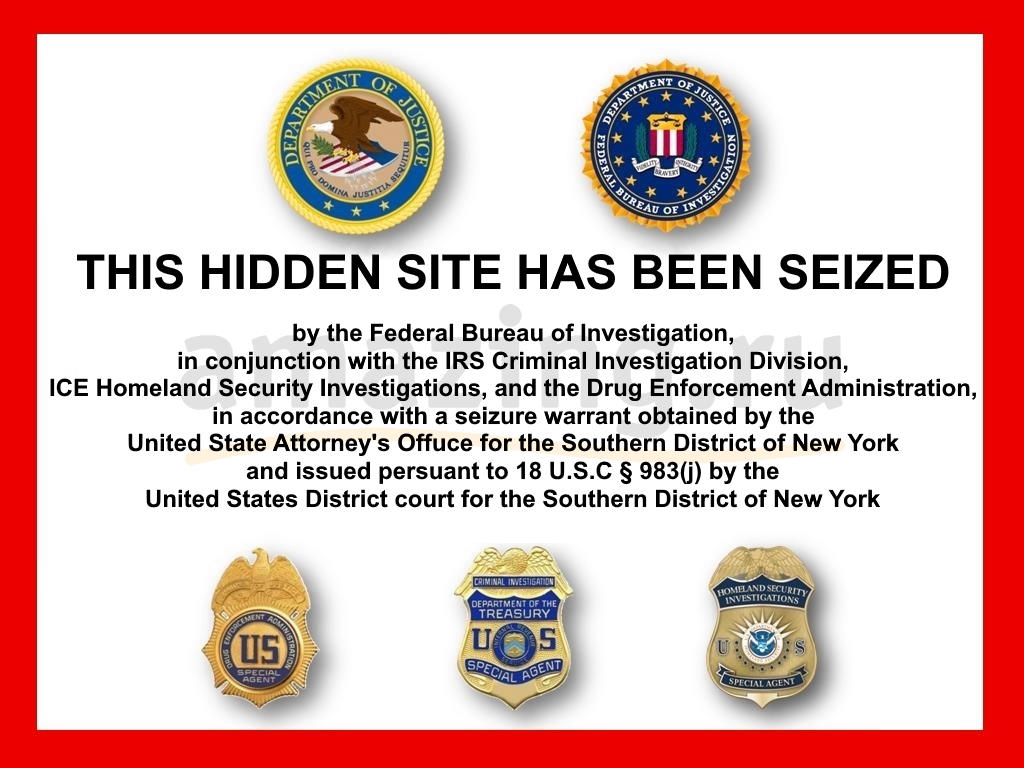 DEPARTMENT OF JUSTICE
QUI PRO DOMINA JUSTITIA SEQUITUR
DEPARTMENT OF JUSTICE
FEDERAL BUREAU OF INVESTIGATION
FIDELITY BRAVERY INTEGRITY
THIS HIDDEN SITE HAS BEEN SEIZED
amazing.ru
by the Federal Bureau of Investigation,
in conjunction with the IRS Criminal Investigation Division,
ICE Homeland Security Investigations, and the Drug Enforcement Administration,
in accordance with a seizure warrant obtained by the
United State Attorney's Offuce for the Southern District of New York
and issued persuant to 18 U.S.C § 983(j) by the
United States District court for the Southern District of New York
DRUG ENFORCEMENT ADMINISTRATION
US
SPECIAL
AGENT
CRIMINAL INVESTIGATION
DEPARTMENT OF THE
TREASURY
U S
SPECIAL AGENT
HOMELAND SECURITY
INVESTIGATIONS
U S
SPECIAL AGENT